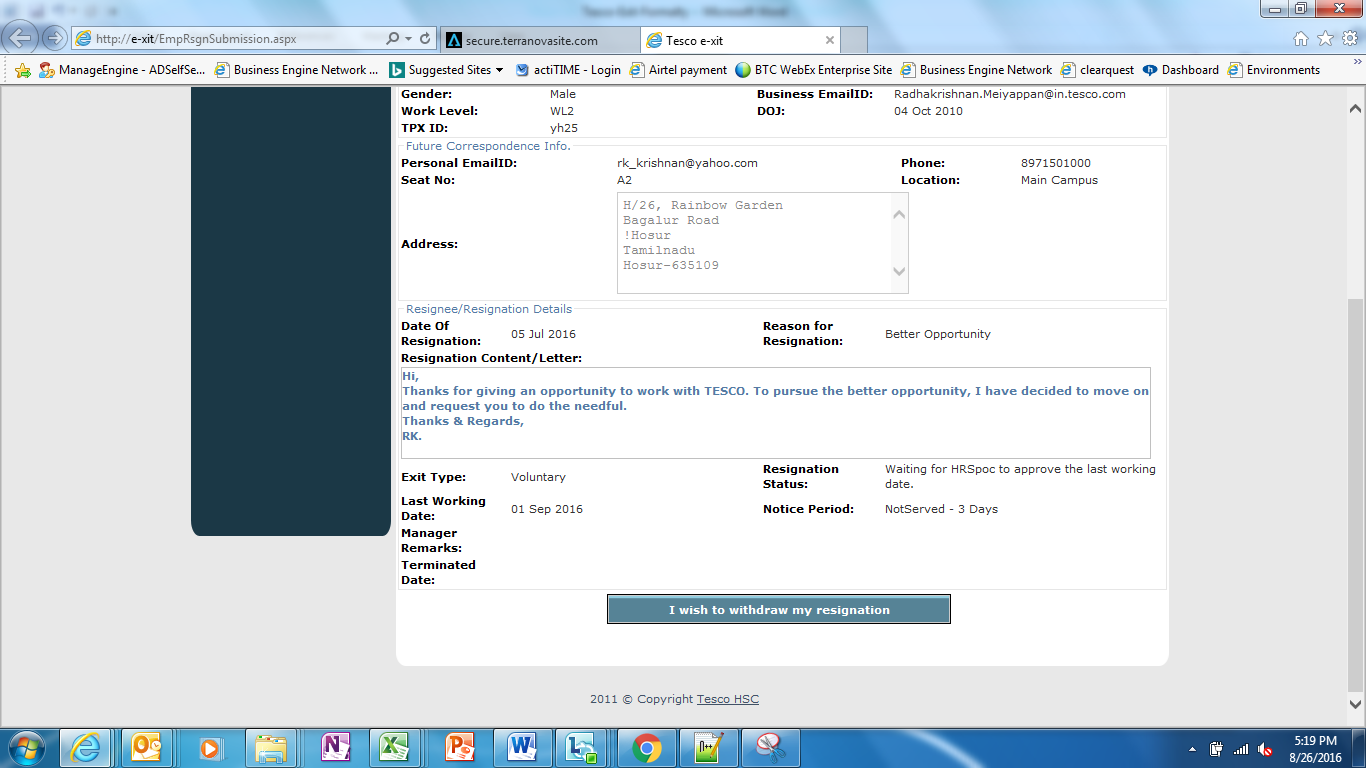 Tesco Exit Formality - Microsoft Word
http://e-xit/EmpRsgnSubmission.aspx
secure.terranovasite.com
Tesco e-xit
ManageEngine - ADSelfSe...
Business Engine Network ...
Suggested Sites
actiTIME - Login
Airtel payment
BTC WebEx Enterprise Site
Business Engine Network
clearquest
Dashboard
Environments
Gender: Male Business EmailID: Radhakrishnan.Meiyappan@in.tesco.com
Work Level: WL2 DOJ: 04 Oct 2010
TPX ID: yh25
Future Correspondence Info.
Personal EmailID: rk_krishnan@yahoo.com Phone: 8971501000
Seat No: A2 Location: Main Campus
Address:
H/26, Rainbow Garden
Bagalur Road
!Hosur
Tamilnadu
Hosur-635109
Resignee/Resignation Details
Date Of
Resignation: 05 Jul 2016
Reason for
Resignation: Better Opportunity
Resignation Content/Letter:
Hi,
Thanks for giving an opportunity to work with TESCO. To pursue the better opportunity, I have decided to move on
and request you to do the needful.
Thanks & Regards,
RK.
Exit Type: Voluntary
Resignation
Status:
Waiting for HRSpoc to approve the last working
date.
Last Working
Date: 01 Sep 2016
Notice Period: NotServed - 3 Days
Manager
Remarks:
Terminated
Date:
I wish to withdraw my resignation
2011 © Copyright Tesco HSC
5:19 PM
8/26/2016